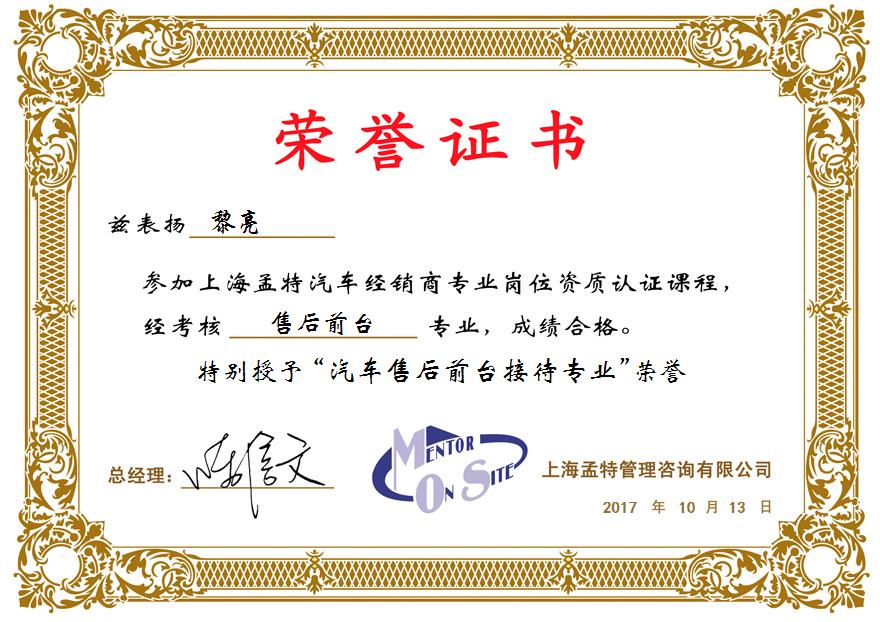 荣誉证书
兹表扬 黎亮
参加上海孟特汽车经销商专业岗位资质认证课程，
经考核 售后前台 专业，成绩合格。
特别授予“汽车售后前台接待专业”荣誉
总经理：
MENTOR
ON SITE
上海孟特管理咨询有限公司
2017 年 10 月 13 日